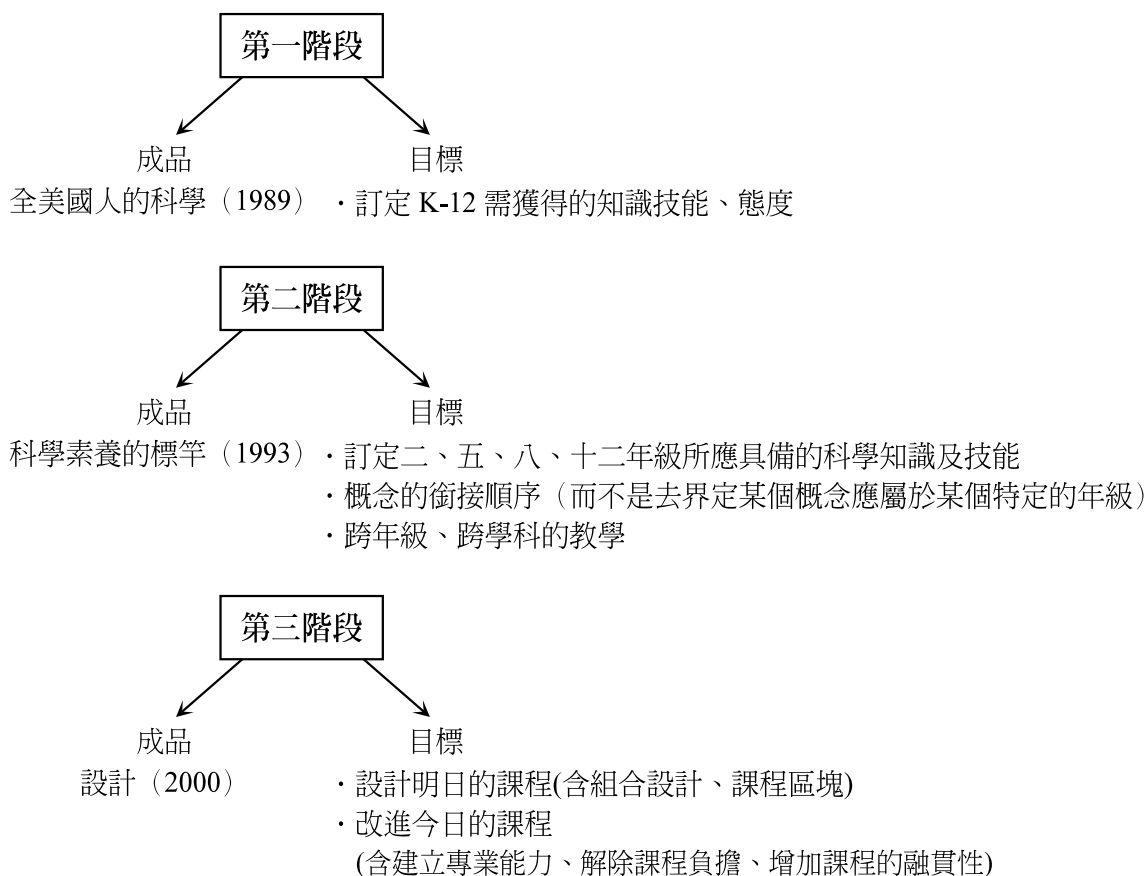 第一階段
成品 目標
全美國人的科學（1989） ・訂定 K-12 需獲得的知識技能、態度
第二階段
成品 目標
科學素養的標竿（1993） ・訂定二、五、八、十二年級所應具備的科學知識及技能
・概念的銜接順序（而不是去界定某個概念應屬於某個特定的年級）
・跨年級、跨學科的教學
第三階段
成品 目標
設計（2000） ・設計明日的課程(含組合設計、課程區塊)
・改進今日的課程
(含建立專業能力、解除課程負擔、增加課程的融貫性)